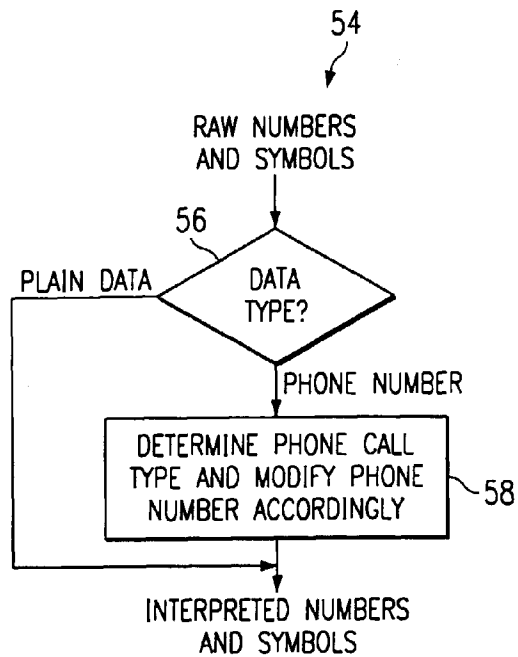 54
RAW NUMBERS
AND SYMBOLS
56
PLAIN DATA
DATA
TYPE?
PHONE NUMBER
DETERMINE PHONE CALL
TYPE AND MODIFY PHONE
NUMBER ACCORDINGLY
58
INTERPRETED NUMBERS
AND SYMBOLS